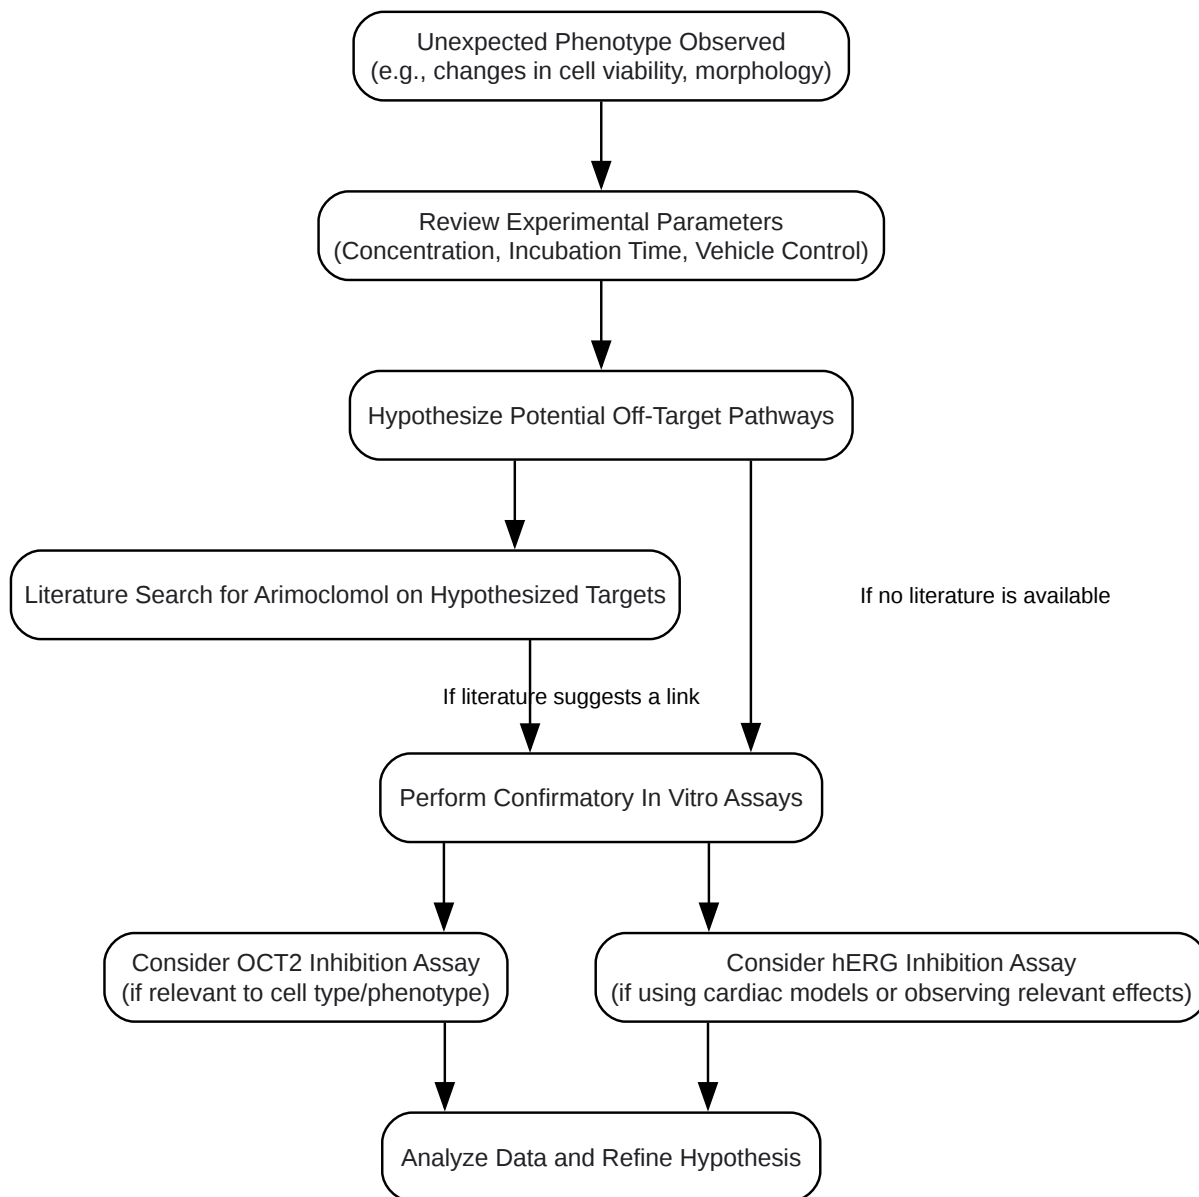 Unexpected Phenotype Observed
(e.g., changes in cell viability, morphology)
Review Experimental Parameters
(Concentration, Incubation Time, Vehicle Control)
Hypothesize Potential Off-Target Pathways
Literature Search for Arimoclomol on Hypothesized Targets
If no literature is available
If literature suggests a link
Perform Confirmatory In Vitro Assays
Consider OCT2 Inhibition Assay
(if relevant to cell type/phenotype)
Consider hERG Inhibition Assay
(if using cardiac models or observing relevant effects)
Analyze Data and Refine Hypothesis